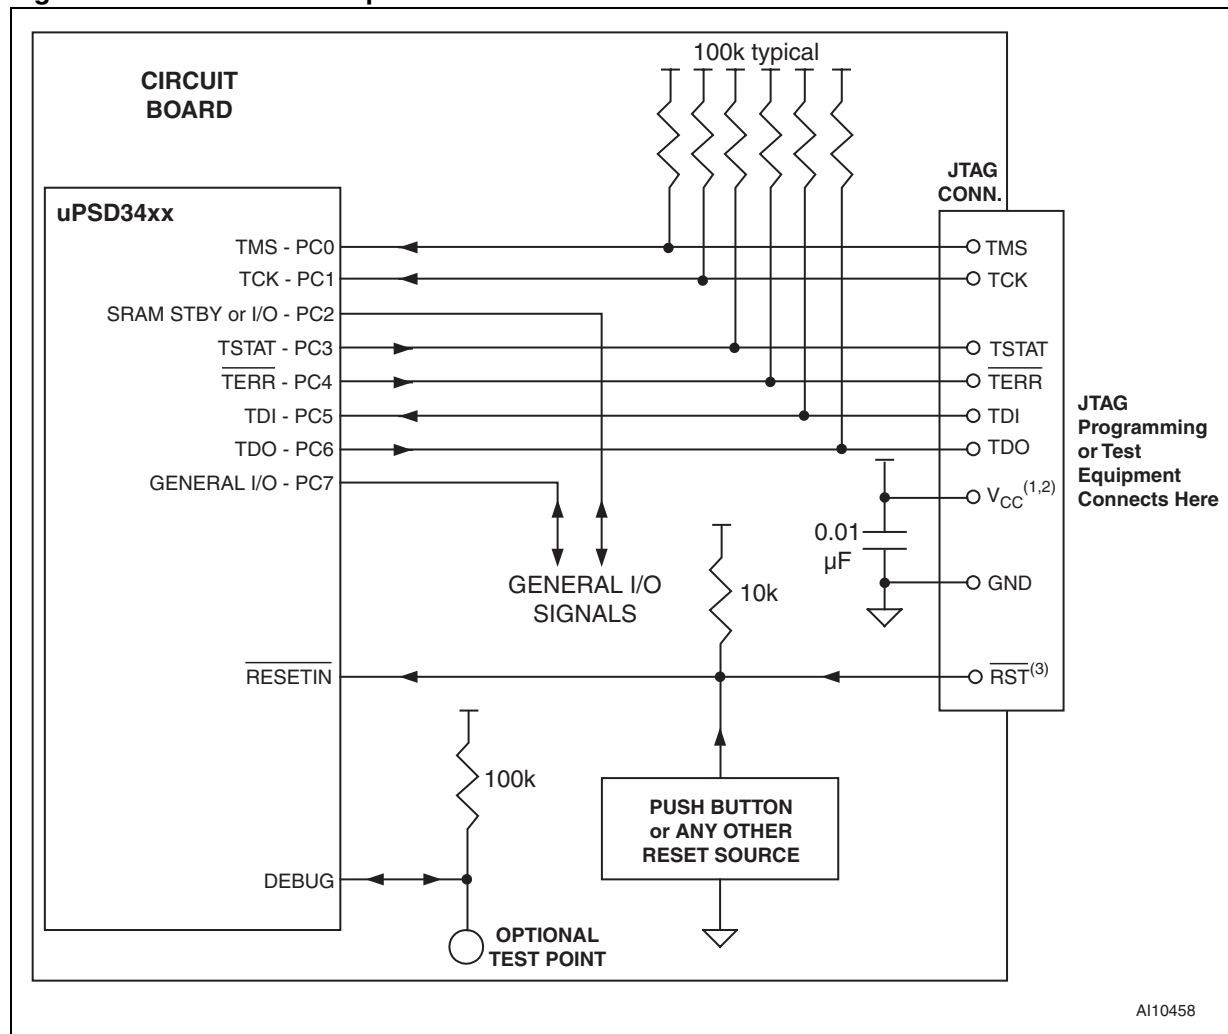 100k typical
CIRCUIT
BOARD
JTAG
CONN.
uPSD34xx
TMS - PC0
TCK - PC1
SRAM STBY or I/O - PC2
TSTAT - PC3
TERR - PC4
TDI - PC5
TDO - PC6
GENERAL I/O - PC7
TMS
TCK
TSTAT
TERR
TDI
TDO
VCC(1,2)
GND
RST(3)
JTAG
Programming
or Test
Equipment
Connects Here
0.01
µF
GENERAL I/O
SIGNALS
10k
RESETIN
100k
PUSH BUTTON
or ANY OTHER
RESET SOURCE
DEBUG
OPTIONAL
TEST POINT
AI10458